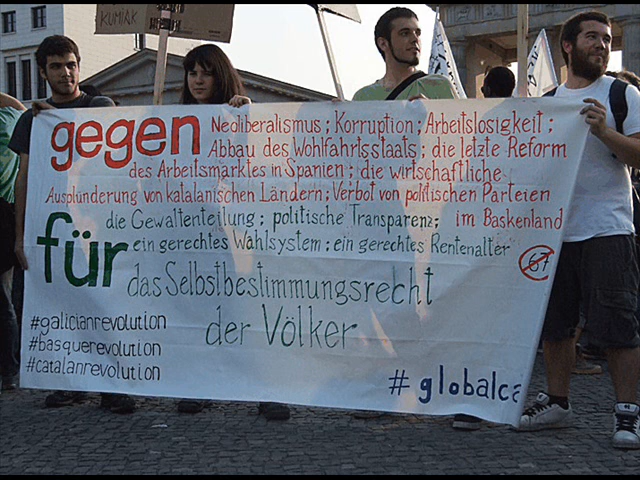 KUMIAK
gegen Neoliberalismus; Korruption; Arbeitslosigkeit;
Abbau des Wohlfahrtsstaats; die letzte Reform
des Arbeitsmarktes in Spanien; die wirtschaftliche
Ausplünderung von katalanischen Ländern; Verbot von politischen Parteien
im Baskenland
für die Gewaltenteilung; politische Transparenz;
ein gerechtes Wahlsystem; ein gerechtes Rentenalter
67
das Selbstbestimmungsrecht
der Völker
#galicianrevolution
#basquerevolution
#catalanrevolution
#globalca